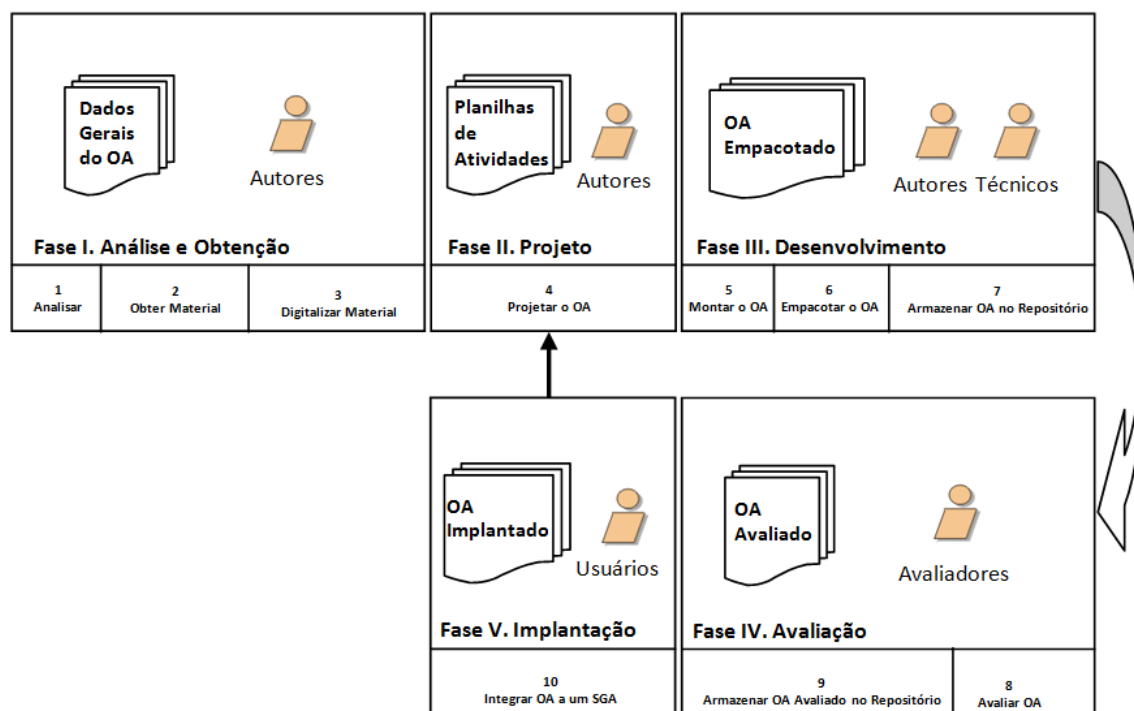 Dados
Gerais
do OA
Autores
Fase I. Análise e Obtenção
1
Analisar
2
Obter Material
3
Digitalizar Material
Planilhas
de
Atividades
Autores
Fase II. Projeto
4
Projetar o OA
OA
Empacotado
Autores Técnicos
Fase III. Desenvolvimento
5
Montar o OA
6
Empacotar o OA
7
Armazenar OA no Repositório
OA
Implantado
Usuários
Fase V. Implantação
10
Integrar OA a um SGA
OA
Avaliado
Avaliadores
Fase IV. Avaliação
9
Armazenar OA Avaliado no Repositório
8
Avaliar OA